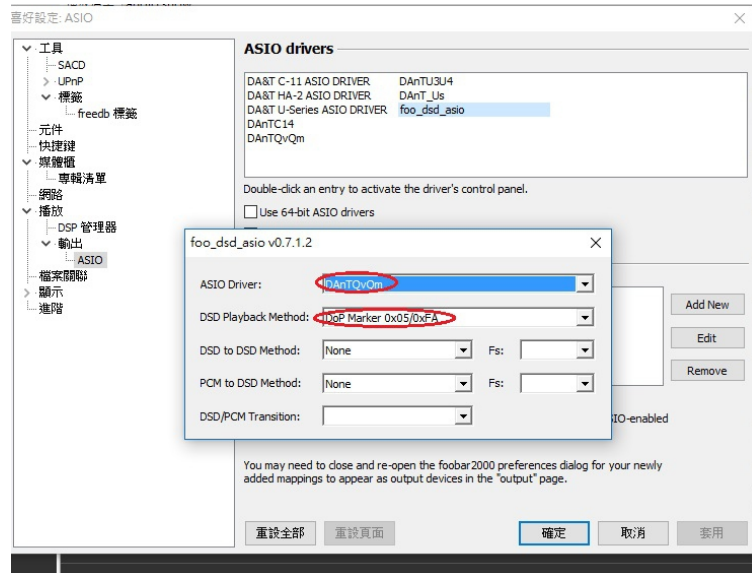 喜好設定: ASIO
工具
SACD
UPnP
標籤
freedb 標籤
元件
快捷鍵
媒體櫃
專輯清單
網路
播放
DSP 管理器
輸出
ASIO
檔案關聯
顯示
進階
ASIO drivers
DA&T C-11 ASIO DRIVER
DA&T HA-2 ASIO DRIVER
DA&T U-Series ASIO DRIVER
DAnTC14
DAnTQvQm
DAnTU3U4
DAnT_Us
foo_dsd_asio
Double-click an entry to activate the driver's control panel.
Use 64-bit ASIO drivers
foo_dsd_asio v0.7.1.2
ASIO Driver: DAnTQvQm
DSD Playback Method: DoP Marker 0x05/0xFA
DSD to DSD Method: None Fs:
PCM to DSD Method: None Fs:
DSD/PCM Transition:
Add New
Edit
Remove
IO-enabled
You may need to close and re-open the foobar2000 preferences dialog for your newly
added mappings to appear as output devices in the "output" page.
重設全部 重設頁面 確定 取消 套用